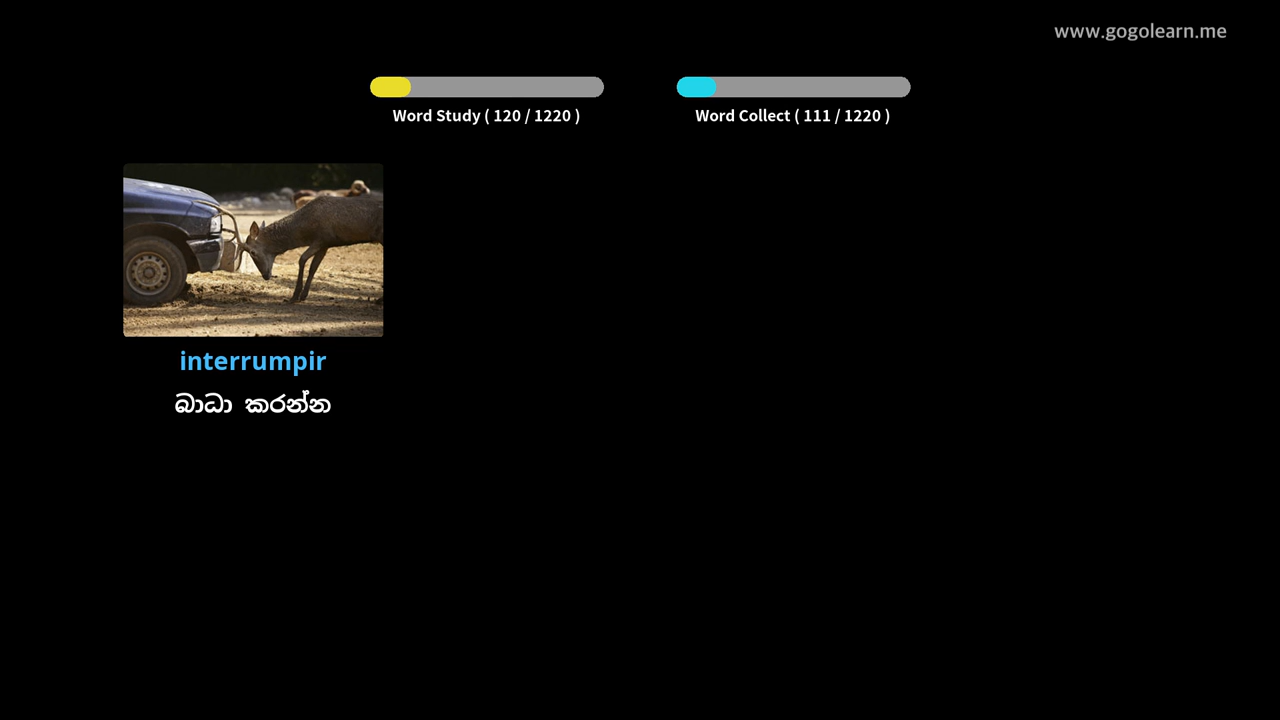 www.gogolearn.me
Word Study ( 120 / 1220 )
Word Collect ( 111 / 1220 )
interrumpir
බාධා කරන්න